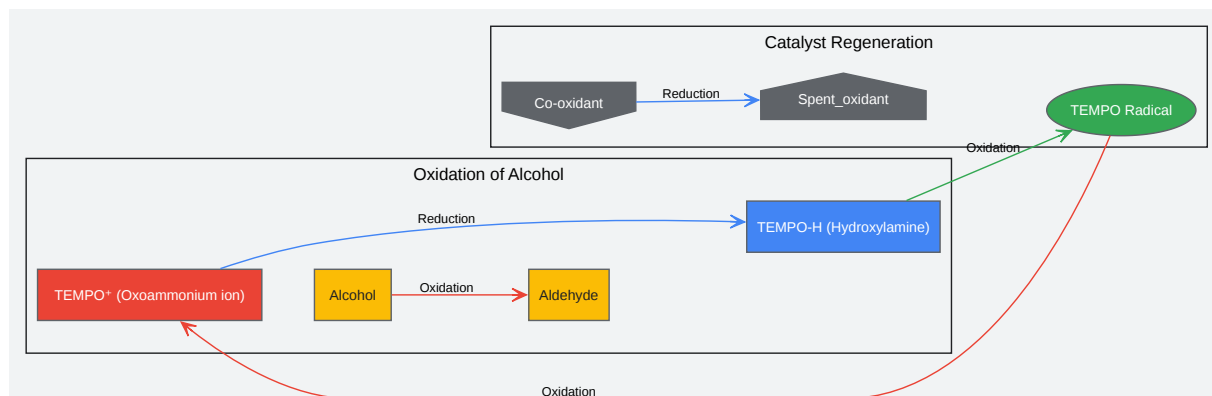 Catalyst Regeneration
Co-oxidant
Reduction
Spent_oxidant
TEMPO Radical
Oxidation
Oxidation of Alcohol
Reduction
TEMPO-H (Hydroxylamine)
TEMPO⁺ (Oxoammonium ion)
Alcohol
Oxidation
Aldehyde
Oxidation